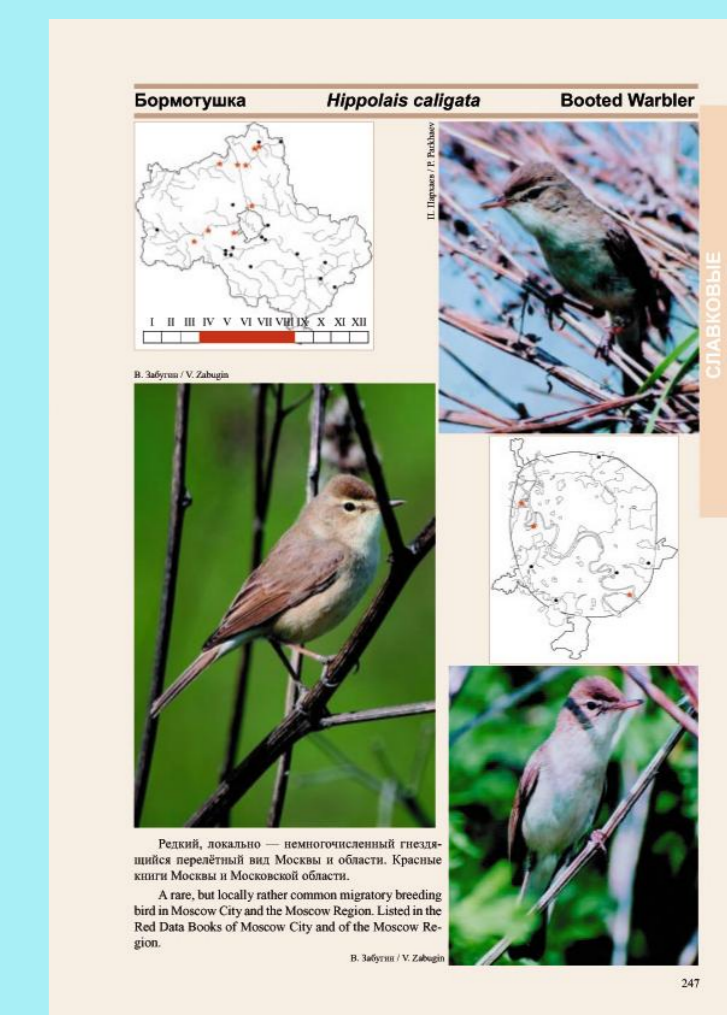 Бормотушка Hippolais caligata Booted Warbler
П. Пархаев / P. Parkhaev
I II III IV V VI VII VIII IX X XI XII
СЛАВКОВЫЕ
В. Забугин / V. Zabugin
Редкий, локально — немногочисленный гнездя-
щийся перелётный вид Москвы и области. Красные
книги Москвы и Московской области.
A rare, but locally rather common migratory breeding
bird in Moscow City and the Moscow Region. Listed in the
Red Data Books of Moscow City and of the Moscow Re-
gion.
В. Забугин / V. Zabugin
247